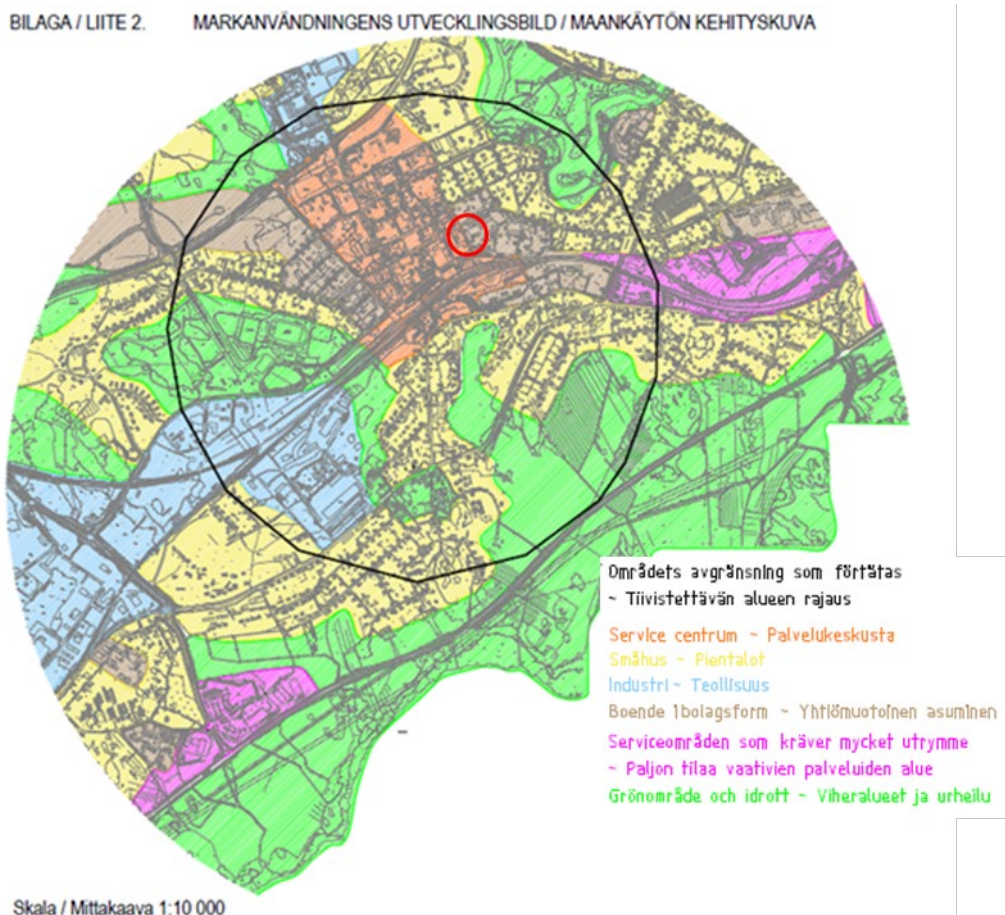 BILAGA / LIITE 2. MARKANVÄNDNINGENS UTVECKLINGSBILD / MAANKÄYTÖN KEHITYSKUVA
Områdets avgränsning som förtätas
~ Tiivistettävän alueen rajaus
Service centrum ~ Palvelukeskusta
Småhus ~ Pientalot
Industri ~ Teollisuus
Boende ibolagsform ~ Yhtiömuotoinen asuminen
Serviceområden som kräver mycket utrymme
~ Paljon tilaa vaativien palveluiden alue
Grönområde och idrott ~ Viheralueet ja urheilu
Skala / Mittakaava 1:10 000